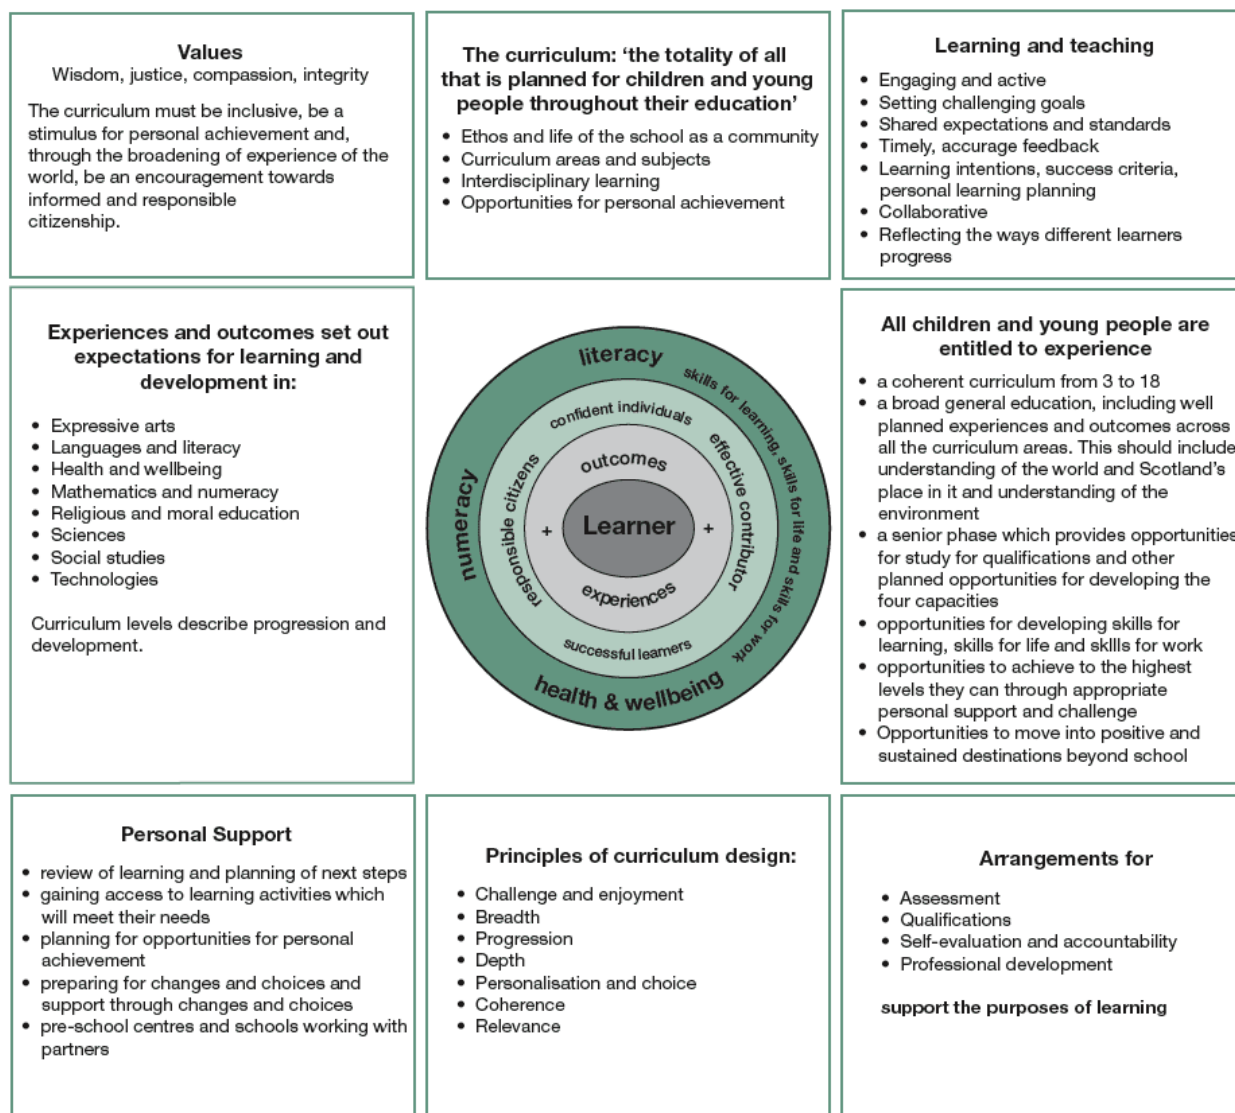 Values
Wisdom, justice, compassion, integrity
The curriculum must be inclusive, be a
stimulus for personal achievement and,
through the broadening of experience of the
world, be an encouragement towards
informed and responsible
citizenship.
The curriculum: ‘the totality of all
that is planned for children and young
people throughout their education’
• Ethos and life of the school as a community
• Curriculum areas and subjects
• Interdisciplinary learning
• Opportunities for personal achievement
Learning and teaching
• Engaging and active
• Setting challenging goals
• Shared expectations and standards
• Timely, accurage feedback
• Learning intentions, success criteria,
personal learning planning
• Collaborative
• Reflecting the ways different learners
progress
Experiences and outcomes set out
expectations for learning and
development in:
• Expressive arts
• Languages and literacy
• Health and wellbeing
• Mathematics and numeracy
• Religious and moral education
• Sciences
• Social studies
• Technologies
Curriculum levels describe progression and
development.
literacy
skills for learning, skills for life and skills for work
numeracy
health & wellbeing
confident individuals
effective contributor
responsible citizens
successful learners
outcomes
+ Learner +
experiences
All children and young people are
entitled to experience
• a coherent curriculum from 3 to 18
• a broad general education, including well
planned experiences and outcomes across
all the curriculum areas. This should include
understanding of the world and Scotland’s
place in it and understanding of the
environment
• a senior phase which provides opportunities
for study for qualifications and other
planned opportunities for developing the
four capacities
• opportunities for developing skills for
learning, skills for life and skllls for work
• opportunities to achieve to the highest
levels they can through appropriate
personal support and challenge
• Opportunities to move into positive and
sustained destinations beyond school
Personal Support
• review of learning and planning of next steps
• gaining access to learning activities which
will meet their needs
• planning for opportunities for personal
achievement
• preparing for changes and choices and
support through changes and choices
• pre-school centres and schools working with
partners
Principles of curriculum design:
• Challenge and enjoyment
• Breadth
• Progression
• Depth
• Personalisation and choice
• Coherence
• Relevance
Arrangements for
• Assessment
• Qualifications
• Self-evaluation and accountability
• Professional development
support the purposes of learning